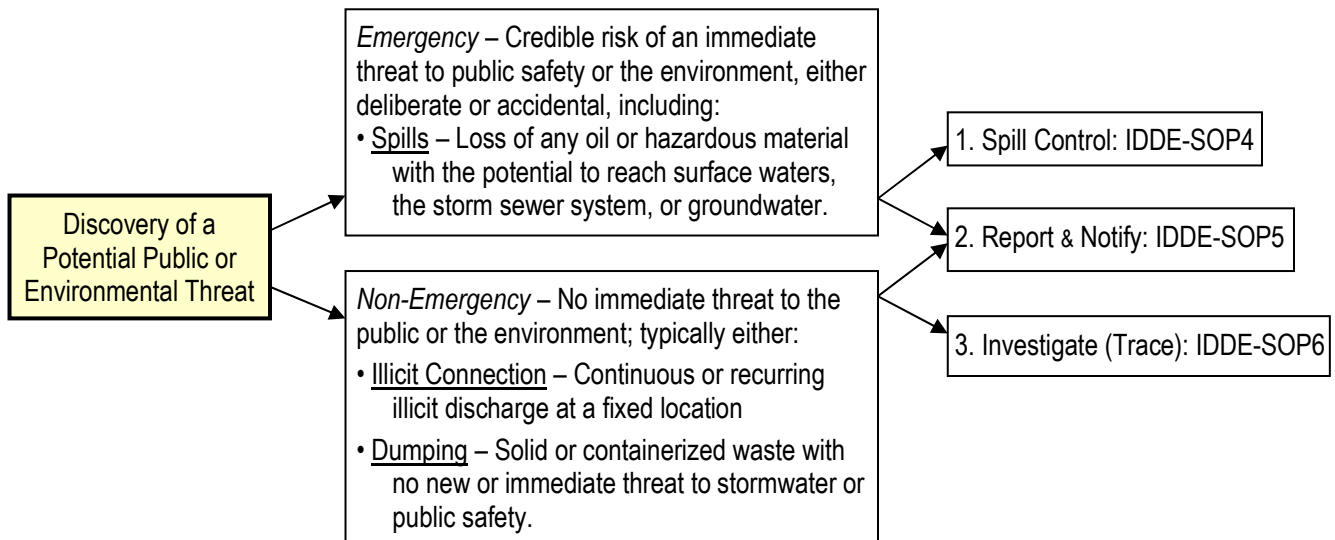 Discovery of a
Potential Public or
Environmental Threat
Emergency – Credible risk of an immediate
threat to public safety or the environment, either
deliberate or accidental, including:
• Spills – Loss of any oil or hazardous material
with the potential to reach surface waters,
the storm sewer system, or groundwater.
Non-Emergency – No immediate threat to the
public or the environment; typically either:
• Illicit Connection – Continuous or recurring
illicit discharge at a fixed location
• Dumping – Solid or containerized waste with
no new or immediate threat to stormwater or
public safety.
1. Spill Control: IDDE-SOP4
2. Report & Notify: IDDE-SOP5
3. Investigate (Trace): IDDE-SOP6